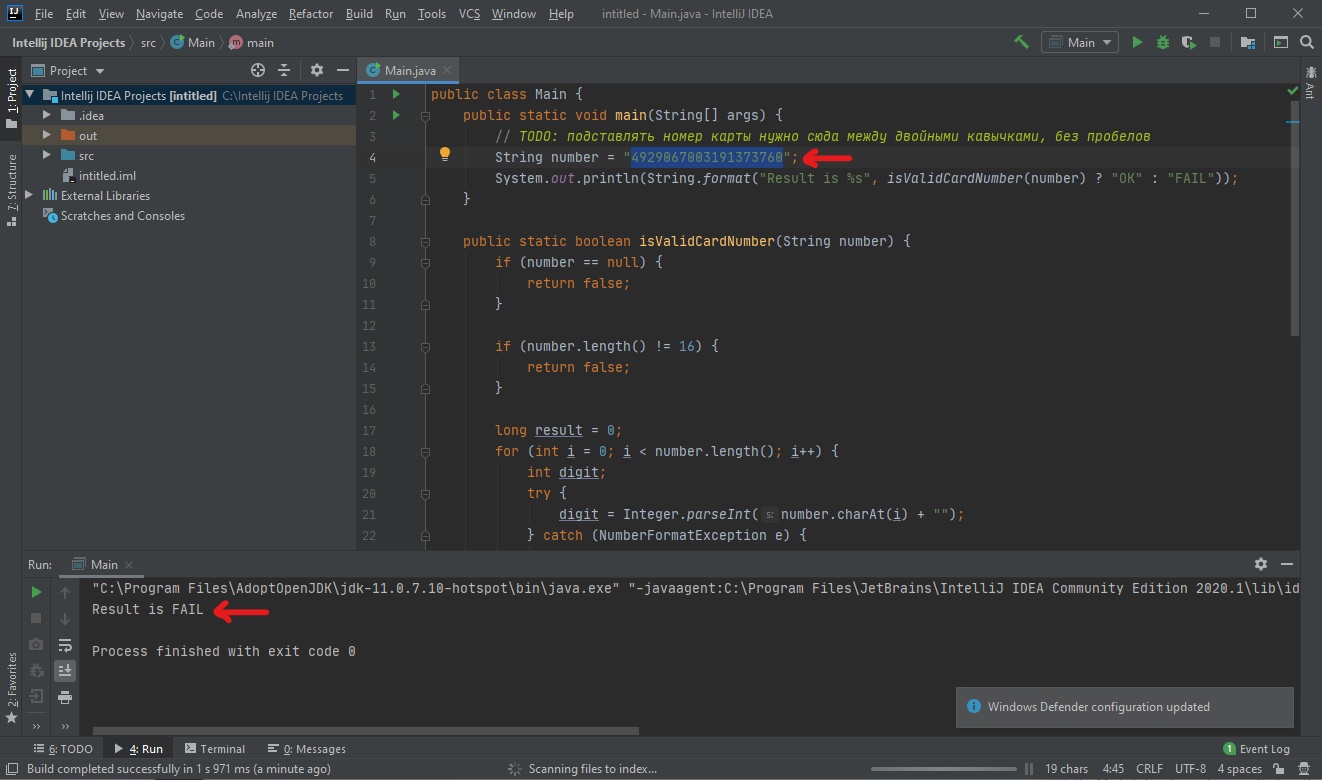 File Edit View Navigate Code Analyze Refactor Build Run Tools VCS Window Help intitled - Main.java - IntelliJ IDEA
Intellij IDEA Projects src Main main Main
1: Project
Project
Main.java
Intellij IDEA Projects [intitled] C:\Intellij IDEA Projects
.idea
out
src
intitled.iml
External Libraries
Scratches and Consoles
7: Structure
2: Favorites
Ant
1 public class Main {
2 public static void main(String[] args) {
3 // TODO: подставлять номер карты нужно сюда между двойными кавычками, без пробелов
4 String number = "4929067003191373760";
5 System.out.println(String.format("Result is %s", isValidCardNumber(number) ? "OK" : "FAIL"));
6 }
7
8 public static boolean isValidCardNumber(String number) {
9 if (number == null) {
10 return false;
11 }
12
13 if (number.length() != 16) {
14 return false;
15 }
16
17 long result = 0;
18 for (int i = 0; i < number.length(); i++) {
19 int digit;
20 try {
21 digit = Integer.parseInt( s: number.charAt(i) + "");
22 } catch (NumberFormatException e) {
Run: Main
"C:\Program Files\AdoptOpenJDK\jdk-11.0.7.10-hotspot\bin\java.exe" "-javaagent:C:\Program Files\JetBrains\IntelliJ IDEA Community Edition 2020.1\lib\id
Result is FAIL
Process finished with exit code 0
Windows Defender configuration updated
6: TODO 4: Run Terminal 0: Messages 1 Event Log
Build completed successfully in 1 s 971 ms (a minute ago) Scanning files to index... 19 chars 4:45 CRLF UTF-8 4 spaces